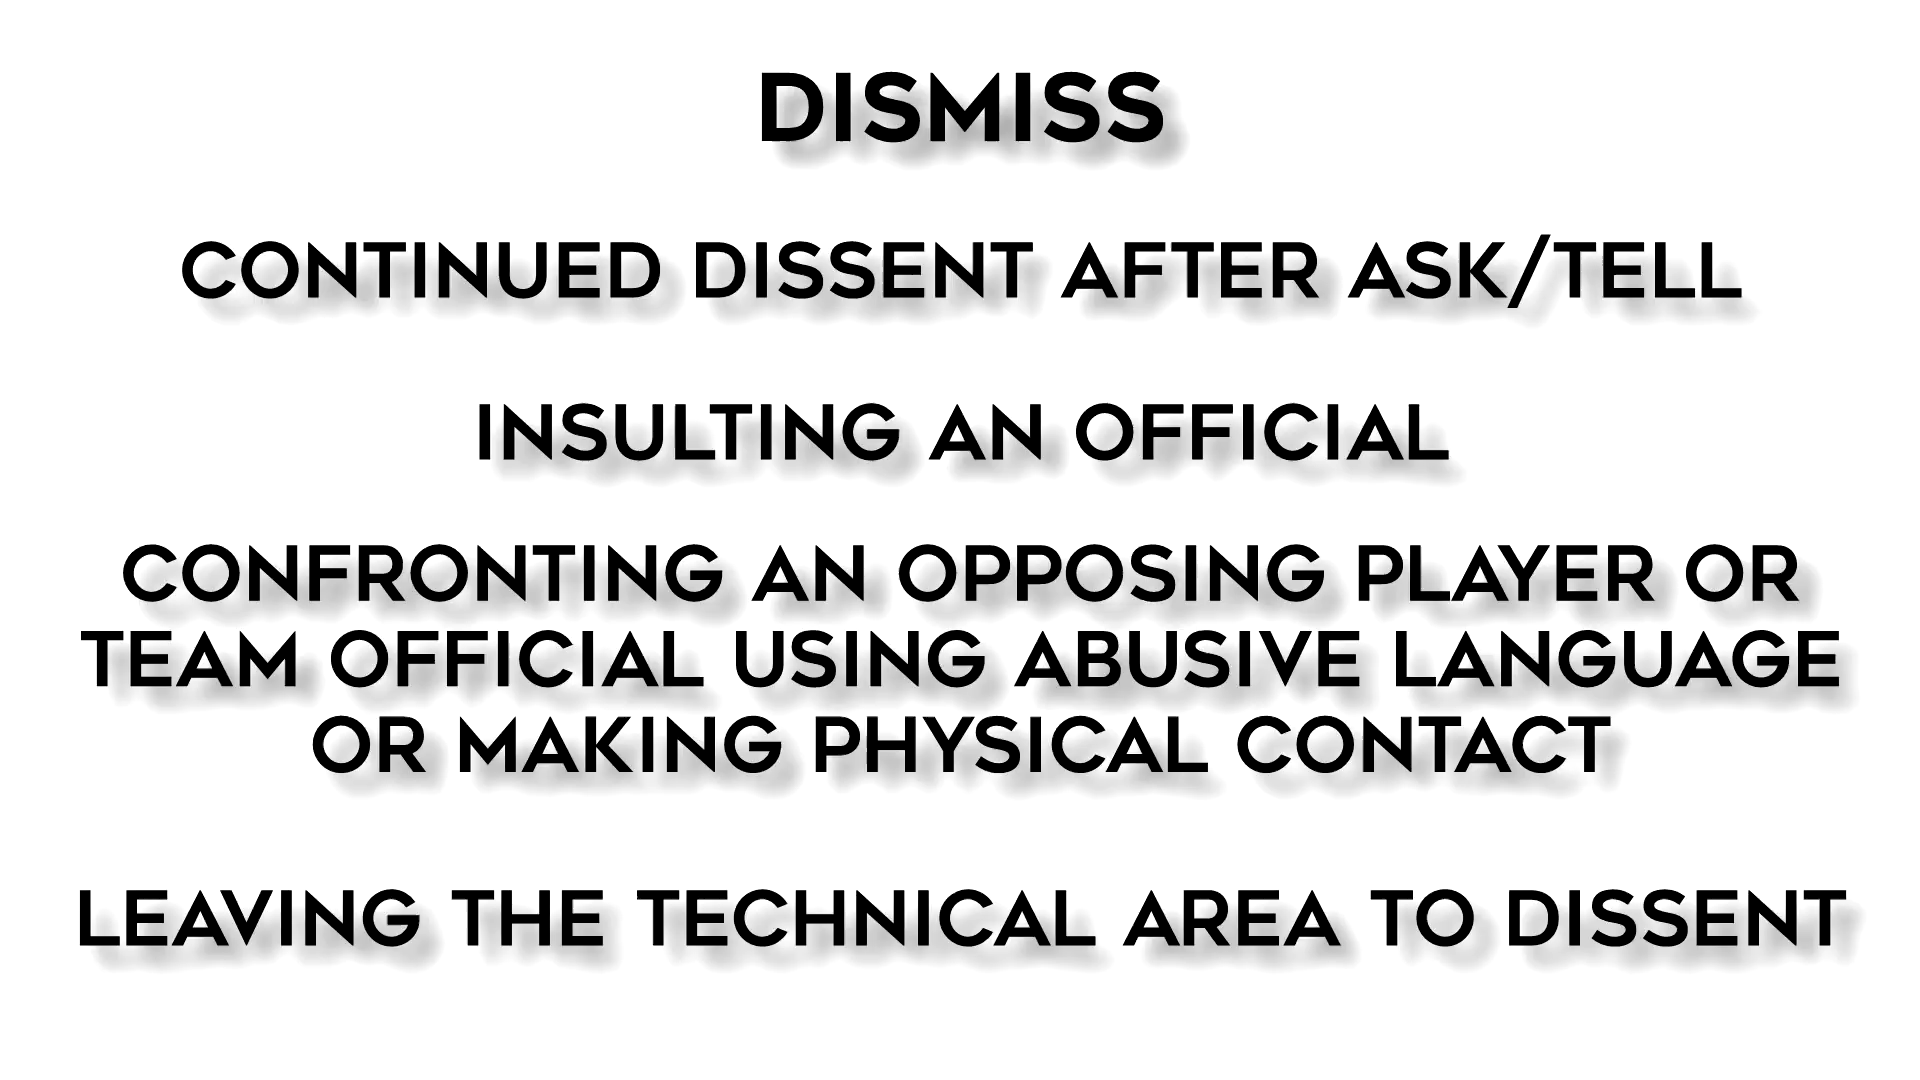 DISMISS
CONTINUED DISSENT AFTER ASK/TELL
INSULTING AN OFFICIAL
CONFRONTING AN OPPOSING PLAYER OR
TEAM OFFICIAL USING ABUSIVE LANGUAGE
OR MAKING PHYSICAL CONTACT
LEAVING THE TECHNICAL AREA TO DISSENT